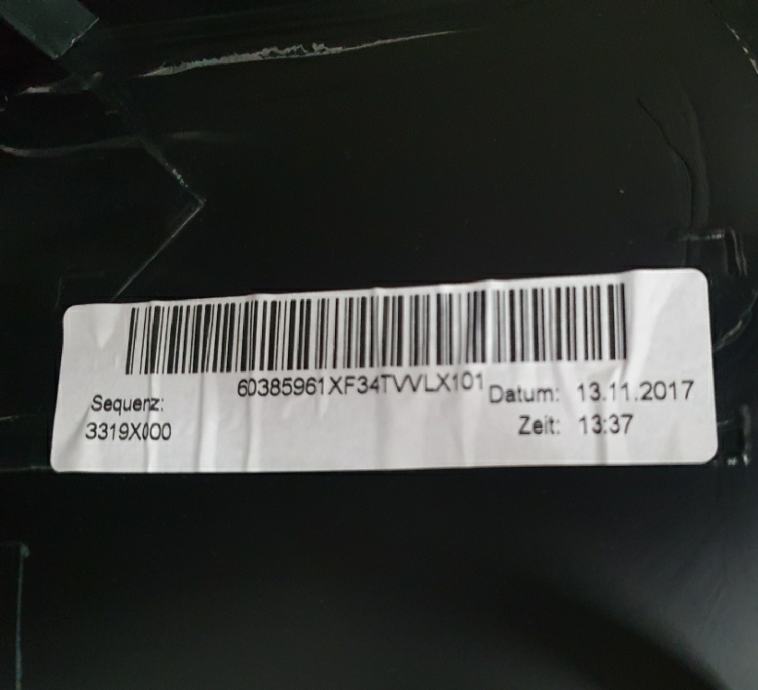 60385961XF34TVVLX101
Sequenz:
3319X000
Datum: 13.11.2017
Zeit: 13:37